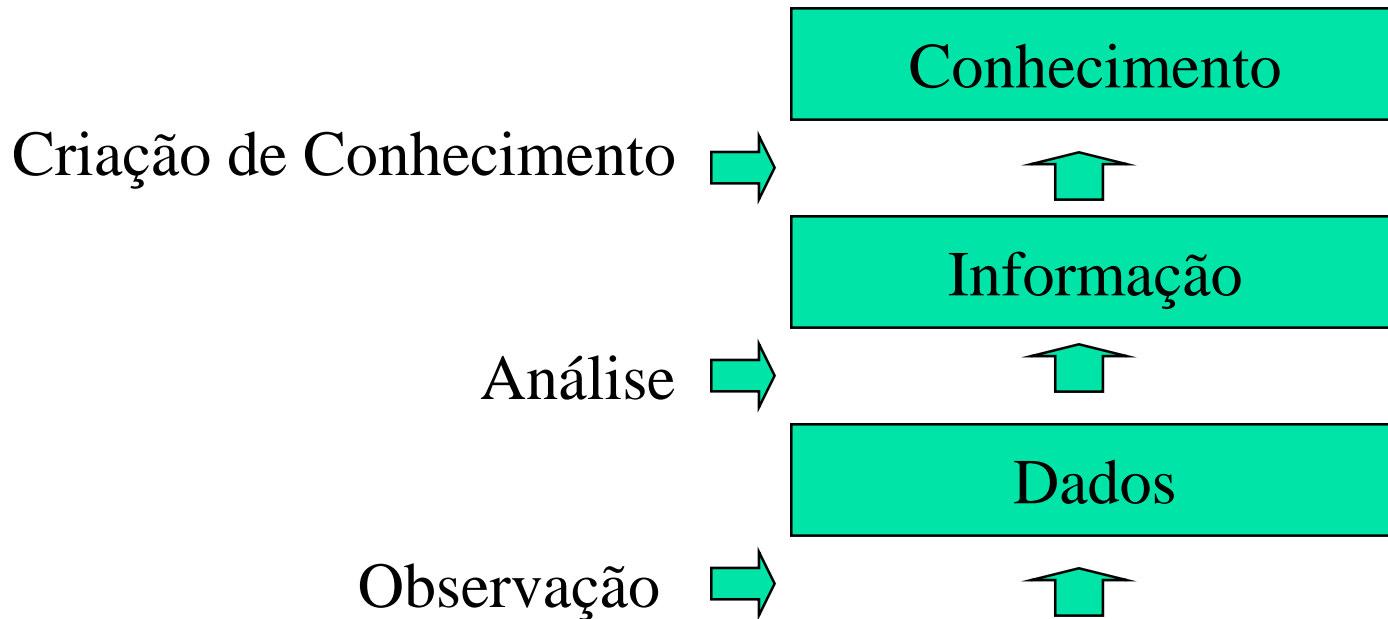 Conhecimento
Criação de Conhecimento
Informação
Análise
Dados
Observação